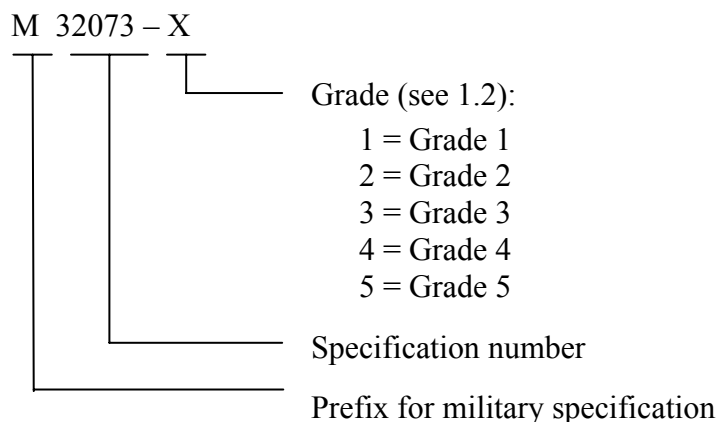 M 32073 – X
Grade (see 1.2):
1 = Grade 1
2 = Grade 2
3 = Grade 3
4 = Grade 4
5 = Grade 5
Specification number
Prefix for military specification